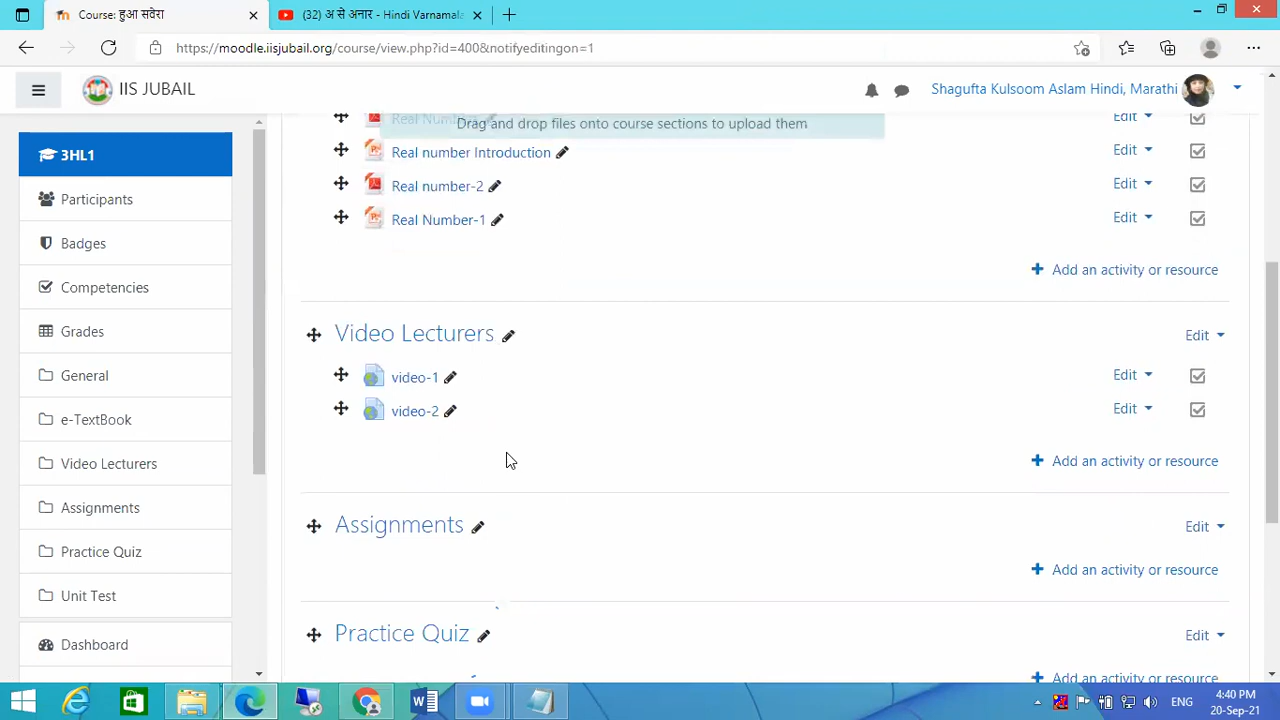 Course: हुआ सवेरा
(32) अ से अनार - Hindi Varnamala
https://moodle.iisjubail.org/course/view.php?id=400&notifyeditingon=1
IIS JUBAIL
Shagufta Kulsoom Aslam Hindi, Marathi
3HL1
Participants
Badges
Competencies
Grades
General
e-TextBook
Video Lecturers
Assignments
Practice Quiz
Unit Test
Dashboard
Drag and drop files onto course sections to upload them
Edit
Real number Introduction
Edit
Real number-2
Edit
Real Number-1
Edit
Add an activity or resource
Video Lecturers
Edit
video-1
Edit
video-2
Edit
Add an activity or resource
Assignments
Edit
Add an activity or resource
Practice Quiz
Edit
Add an activity or resource
ENG
4:40 PM
20-Sep-21